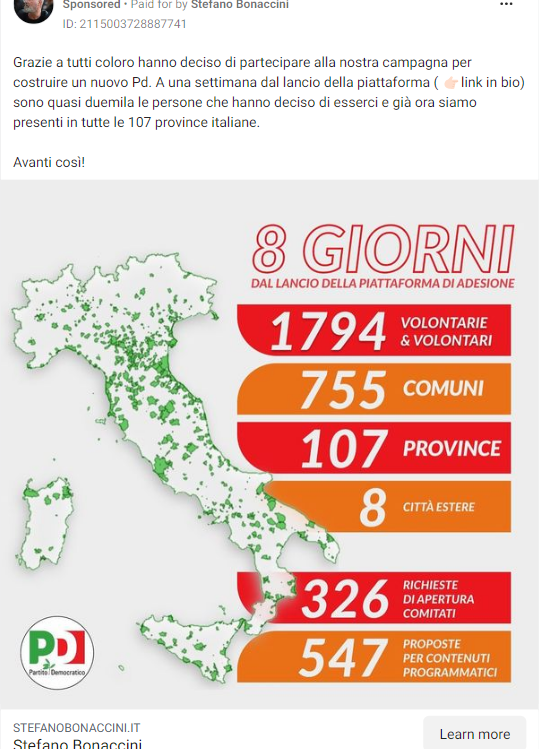 Sponsored • Paid for by Stefano Bonaccini
ID: 2115003728887741
Grazie a tutti coloro hanno deciso di partecipare alla nostra campagna per
costruire un nuovo Pd. A una settimana dal lancio della piattaforma ( 👉🏻 link in bio)
sono quasi duemila le persone che hanno deciso di esserci e già ora siamo
presenti in tutte le 107 province italiane.
Avanti così!
8 GIORNI
DAL LANCIO DELLA PIATTAFORMA DI ADESIONE
1794 VOLONTARIE
& VOLONTARI
755 COMUNI
107 PROVINCE
8 CITTÀ ESTERE
326 RICHIESTE
DI APERTURA
COMITATI
547 PROPOSTE
PER CONTENUTI
PROGRAMMATICI
PD
Partito Democratico
STEFANOBONACCINI.IT
Stefano Bonaccini
Learn more